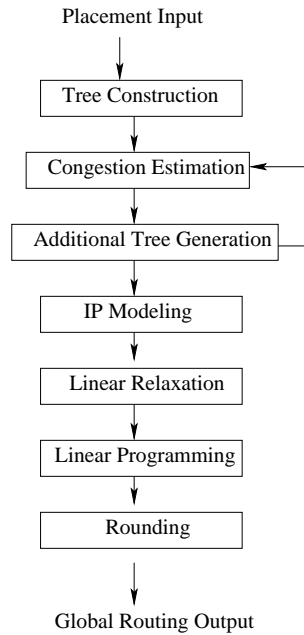 Placement Input
Tree Construction
Congestion Estimation
Additional Tree Generation
IP Modeling
Linear Relaxation
Linear Programming
Rounding
Global Routing Output